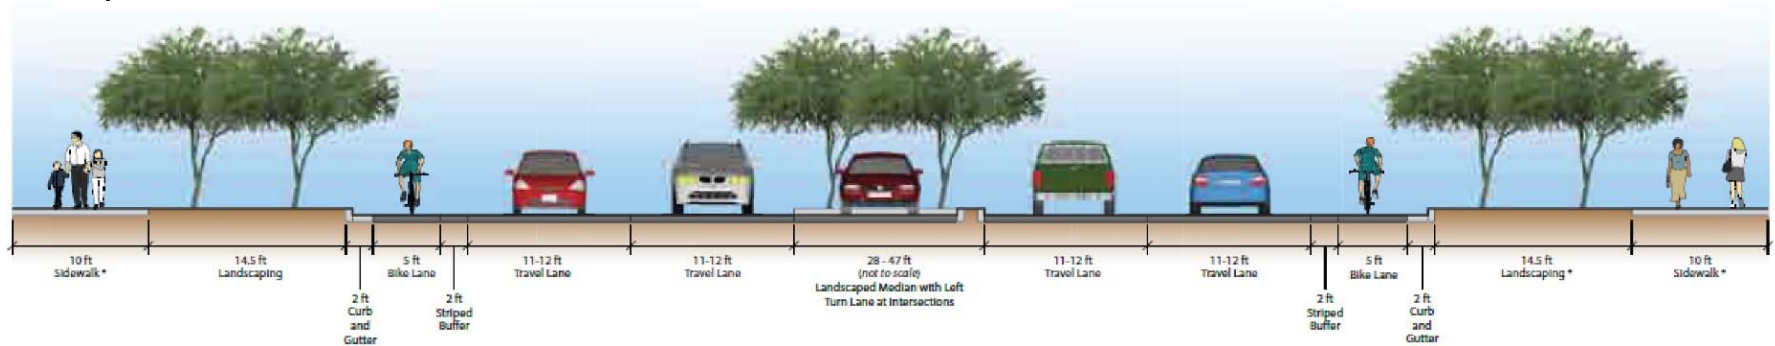 10 ft
Sidewalk *
14.5 ft
Landscaping
2 ft
Curb
and
Gutter
5 ft
Bike Lane
2 ft
Striped
Buffer
11-12 ft
Travel Lane
11-12 ft
Travel Lane
28 - 47 ft
(not to scale)
Landscaped Median with Left
Turn Lane at Intersections
11-12 ft
Travel Lane
11-12 ft
Travel Lane
2 ft
Striped
Buffer
5 ft
Bike Lane
2 ft
Curb
and
Gutter
14.5 ft
Landscaping *
10 ft
Sidewalk *